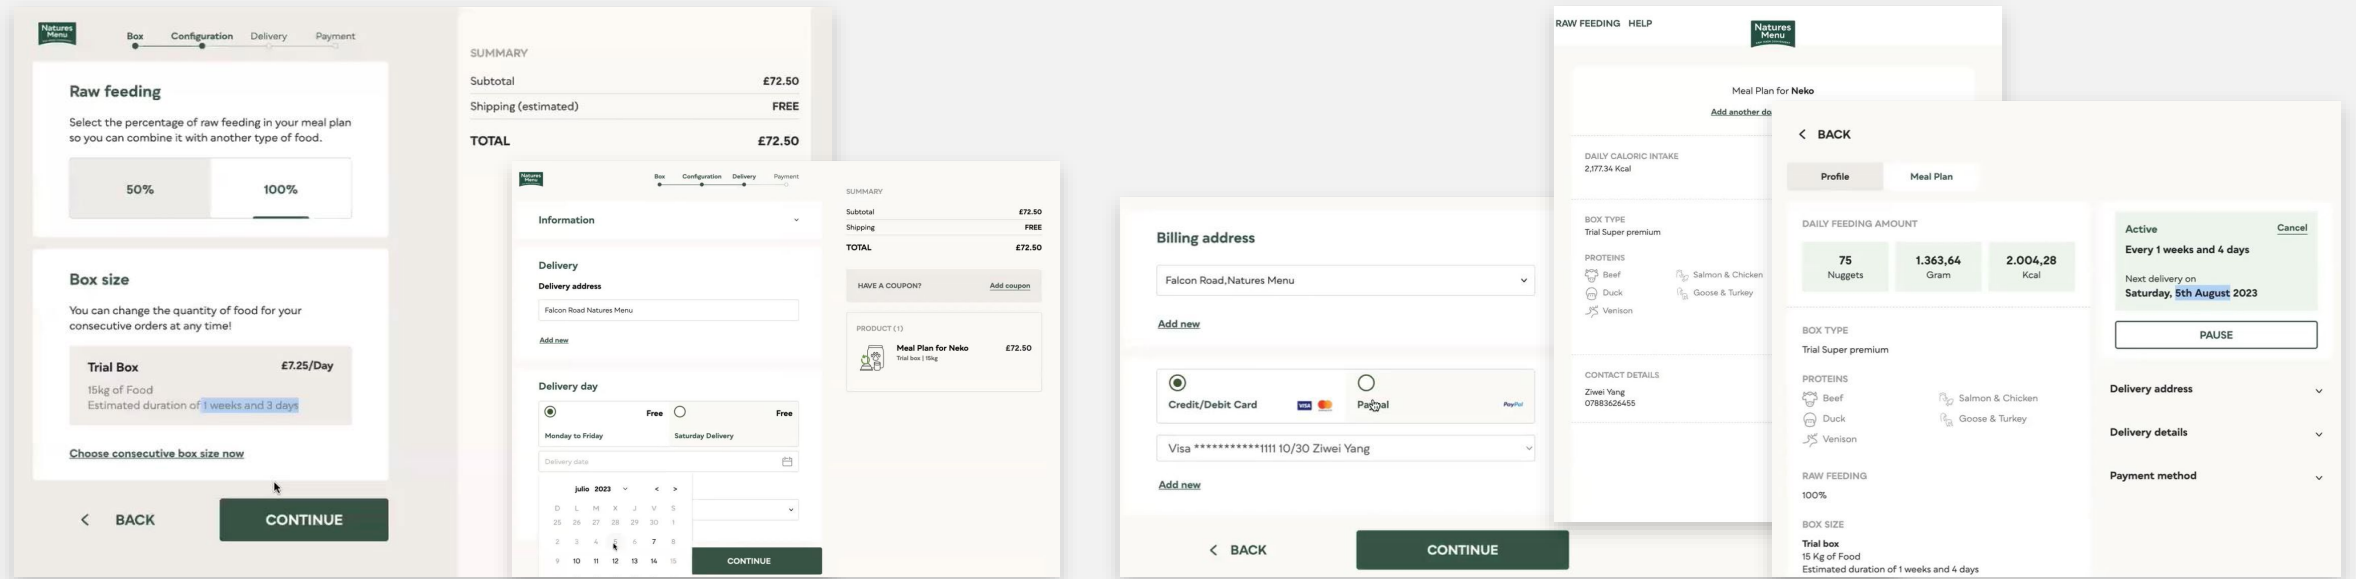 Natures
Menu
Box Configuration Delivery Payment
Raw feeding
Select the percentage of raw feeding in your meal plan
so you can combine it with another type of food.
50% 100%
Box size
You can change the quantity of food for your
consecutive orders at any time!
Trial Box £7.25/Day
15kg of Food
Estimated duration of 1 weeks and 3 days
Choose consecutive box size now
< BACK CONTINUE
SUMMARY
Subtotal £72.50
Shipping (estimated) FREE
TOTAL £72.50
Natures
Menu
Box Configuration Delivery Payment
Information
Delivery
Delivery address
Falcon Road Natures Menu
Add new
Delivery day
Free Free
Monday to Friday Saturday Delivery
Delivery date
julio 2023 < >
D L M X J V S
25 26 27 28 29 30 1
2 3 4 5 6 7 8
9 10 11 12 13 14 15
CONTINUE
SUMMARY
Subtotal £72.50
Shipping FREE
TOTAL £72.50
HAVE A COUPON? Add coupon
PRODUCT (1)
Meal Plan for Neko £72.50
Trial box | 15kg
Billing address
Falcon Road,Natures Menu
Add new
Credit/Debit Card VISA Paypal PayPal
Visa ***********1111 10/30 Ziwei Yang
Add new
< BACK CONTINUE
RAW FEEDING HELP
Natures
Menu
Meal Plan for Neko
Add another do
DAILY CALORIC INTAKE
2,177.34 Kcal
BOX TYPE
Trial Super premium
PROTEINS
Beef Salmon & Chicken
Duck Goose & Turkey
Venison
CONTACT DETAILS
Ziwei Yang
07883626455
< BACK
Profile Meal Plan
DAILY FEEDING AMOUNT
75 1.363,64 2.004,28
Nuggets Gram Kcal
BOX TYPE
Trial Super premium
PROTEINS
Beef Salmon & Chicken
Duck Goose & Turkey
Venison
RAW FEEDING
100%
BOX SIZE
Trial box
15 Kg of Food
Estimated duration of 1 weeks and 4 days
Active Cancel
Every 1 weeks and 4 days
Next delivery on
Saturday, 5th August 2023
PAUSE
Delivery address
Delivery details
Payment method